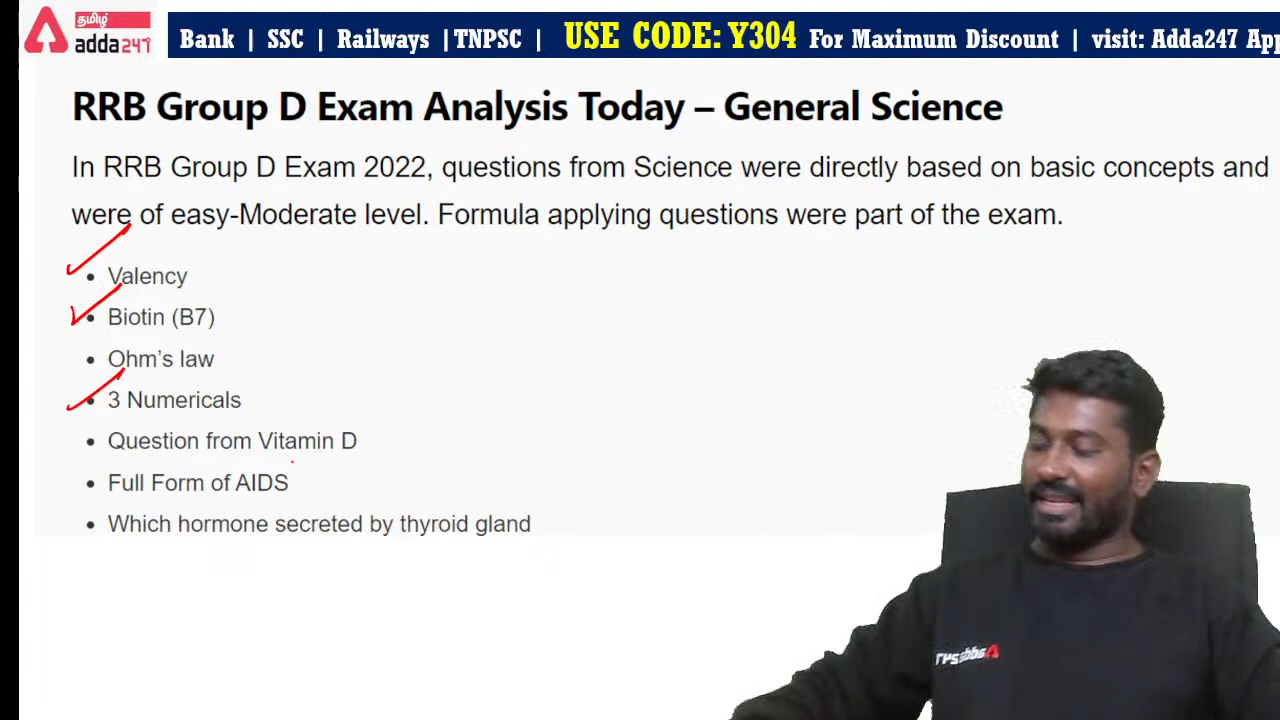 தமிழ்
adda247
Bank | SSC | Railways |TNPSC | USE CODE: Y304 For Maximum Discount | visit: Adda247 App
RRB Group D Exam Analysis Today – General Science
In RRB Group D Exam 2022, questions from Science were directly based on basic concepts and
were of easy-Moderate level. Formula applying questions were part of the exam.
• Valency
• Biotin (B7)
• Ohm's law
• 3 Numericals
• Question from Vitamin D
• Full Form of AIDS
• Which hormone secreted by thyroid gland